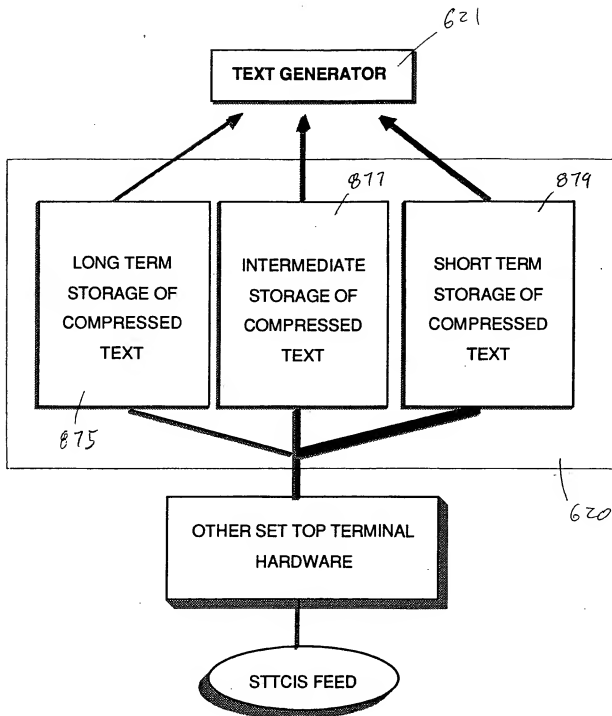 621
TEXT GENERATOR
877
879
LONG TERM
STORAGE OF
COMPRESSED
TEXT
INTERMEDIATE
STORAGE OF
COMPRESSED
TEXT
SHORT TERM
STORAGE OF
COMPRESSED
TEXT
875
620
OTHER SET TOP TERMINAL
HARDWARE
STTCIS FEED